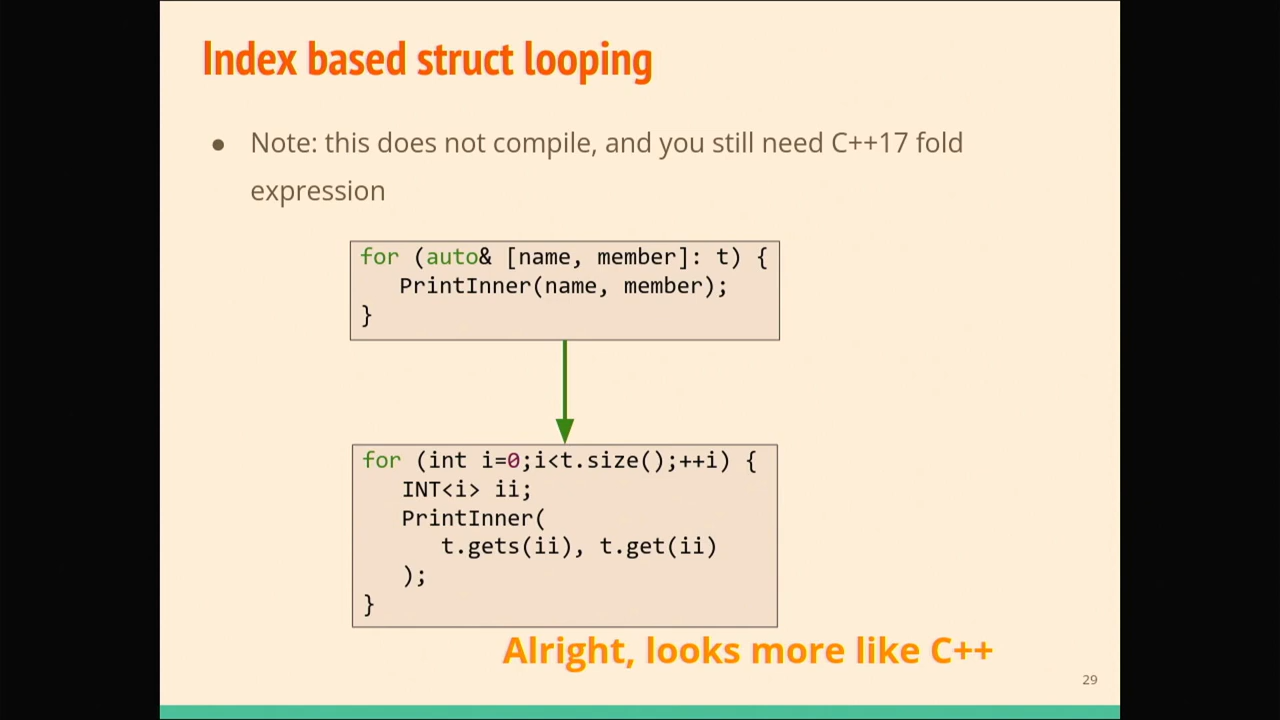 Index based struct looping
● Note: this does not compile, and you still need C++17 fold
expression
for (auto& [name, member]: t) {
   PrintInner(name, member);
}
for (int i=0;i<t.size();++i) {
   INT<i> ii;
   PrintInner(
      t.gets(ii), t.get(ii)
   );
}
Alright, looks more like C++
29